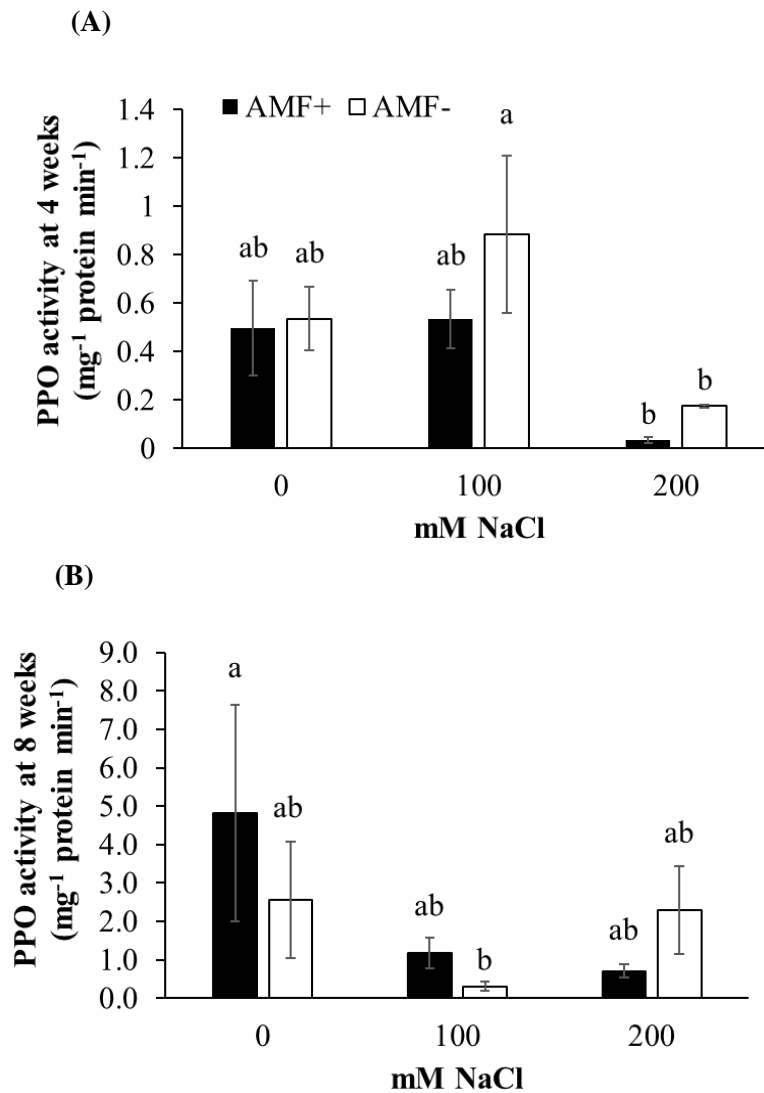 (A)
PPO activity at 4 weeks
(mg⁻¹ protein min⁻¹)
1.4
1.2
1
0.8
0.6
0.4
0.2
0
AMF+ AMF-
ab ab ab a b b
0 100 200
mM NaCl
(B)
PPO activity at 8 weeks
(mg⁻¹ protein min⁻¹)
9.0
8.0
7.0
6.0
5.0
4.0
3.0
2.0
1.0
0.0
a ab ab b ab ab
0 100 200
mM NaCl